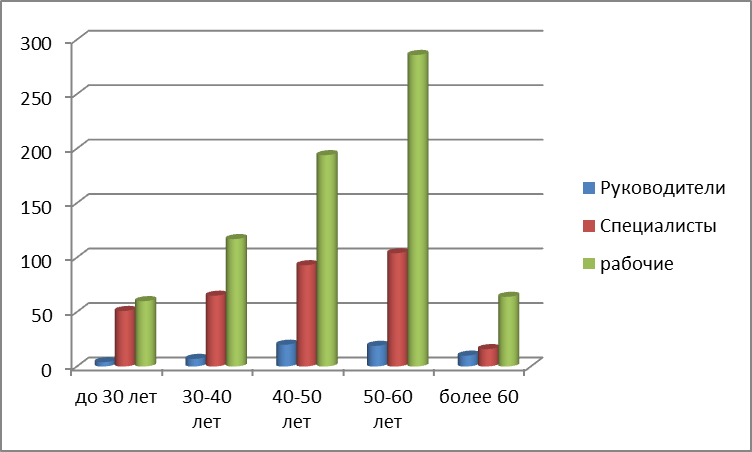 300
250
200
150
100
50
0
до 30 лет
30-40
лет
40-50
лет
50-60
лет
более 60
Руководители
Специалисты
рабочие